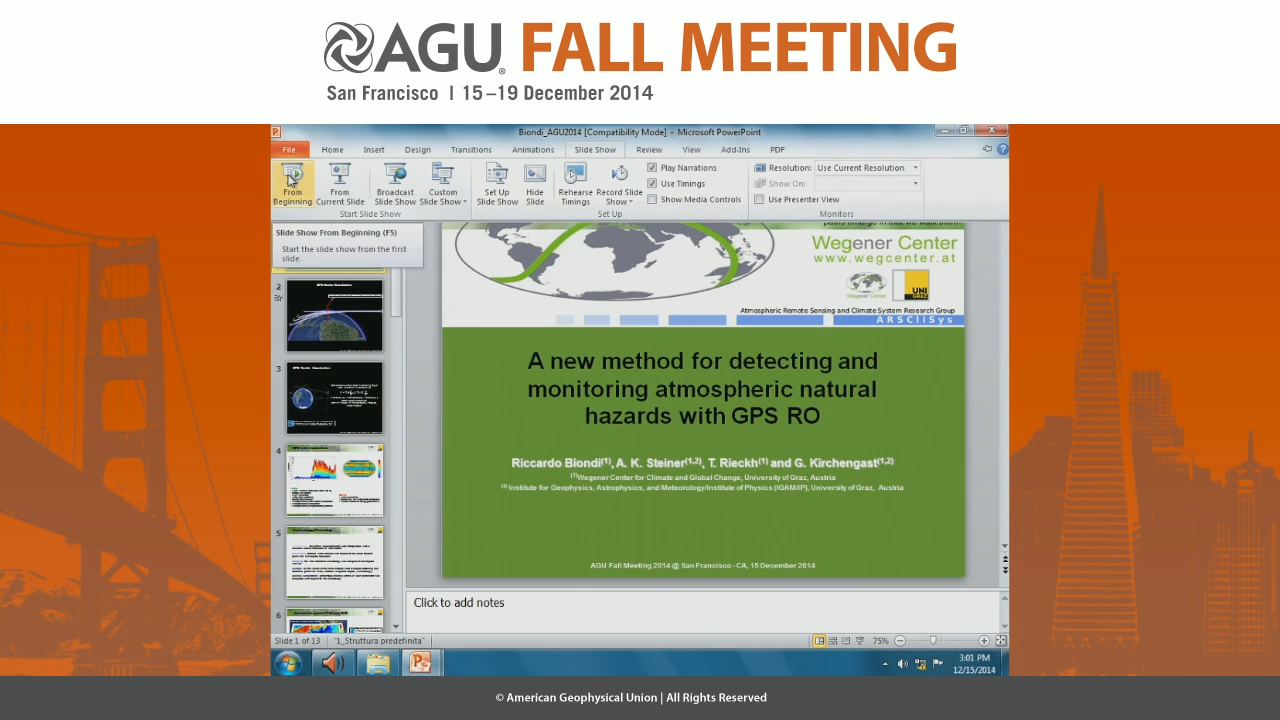 AGU® FALL MEETING
San Francisco | 15–19 December 2014
Biondi_AGU2014 [Compatibility Mode] - Microsoft PowerPoint
File Home Insert Design Transitions Animations Slide Show Review View Add-Ins PDF
From Beginning
From Current Slide
Broadcast Slide Show
Custom Slide Show
Set Up Slide Show
Hide Slide
Rehearse Timings
Record Slide Show
Play Narrations
Use Timings
Show Media Controls
Resolution: Use Current Resolution
Show On:
Use Presenter View
Start Slide Show
Set Up
Monitors
Slide Show From Beginning (F5)
Start the slide show from the first
slide.
2
3
4
5
6
Wegener Center
www.wegcenter.at
Wegener Center
UNI
GRAZ
Atmospheric Remote Sensing and Climate System Research Group
ARSCliSys
A new method for detecting and
monitoring atmospheric natural
hazards with GPS RO
Riccardo Biondi(1), A. K. Steiner(1,2), T. Rieckh(1) and G. Kirchengast(1,2)
(1)Wegener Center for Climate and Global Change, University of Graz, Austria
(2)Institute for Geophysics, Astrophysics, and Meteorology/Institute of Physics (IGAM/IP), University of Graz, Austria
AGU Fall Meeting 2014 @ San Francisco - CA, 15 December 2014
Click to add notes
Slide 1 of 13 "1_Struttura predefinita" 75%
3:01 PM
12/15/2014
© American Geophysical Union | All Rights Reserved